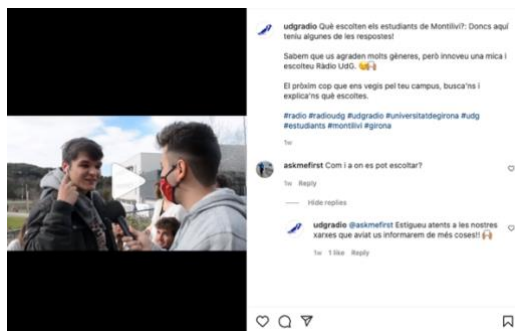 udgradio Què escolten els estudiants de Montilivi?: Doncs aquí
teniu algunes de les respostes!
Sabem que us agraden molts gèneres, però innoveu una mica i
escolteu Ràdio UdG. 😏🎧
El pròxim cop que ens vegis pel teu campus, busca'ns i
explica'ns què escoltes.
#radio #radioudg #udgradio #universitatdegirona #udg
#estudiants #montilivi #girona
1w
askmefirst Com i a on es pot escoltar?
1w Reply
Hide replies
udgradio @askmefirst Estigueu atents a les nostres
xarxes que aviat us informarem de més coses!! 🎧
1w 1 like Reply